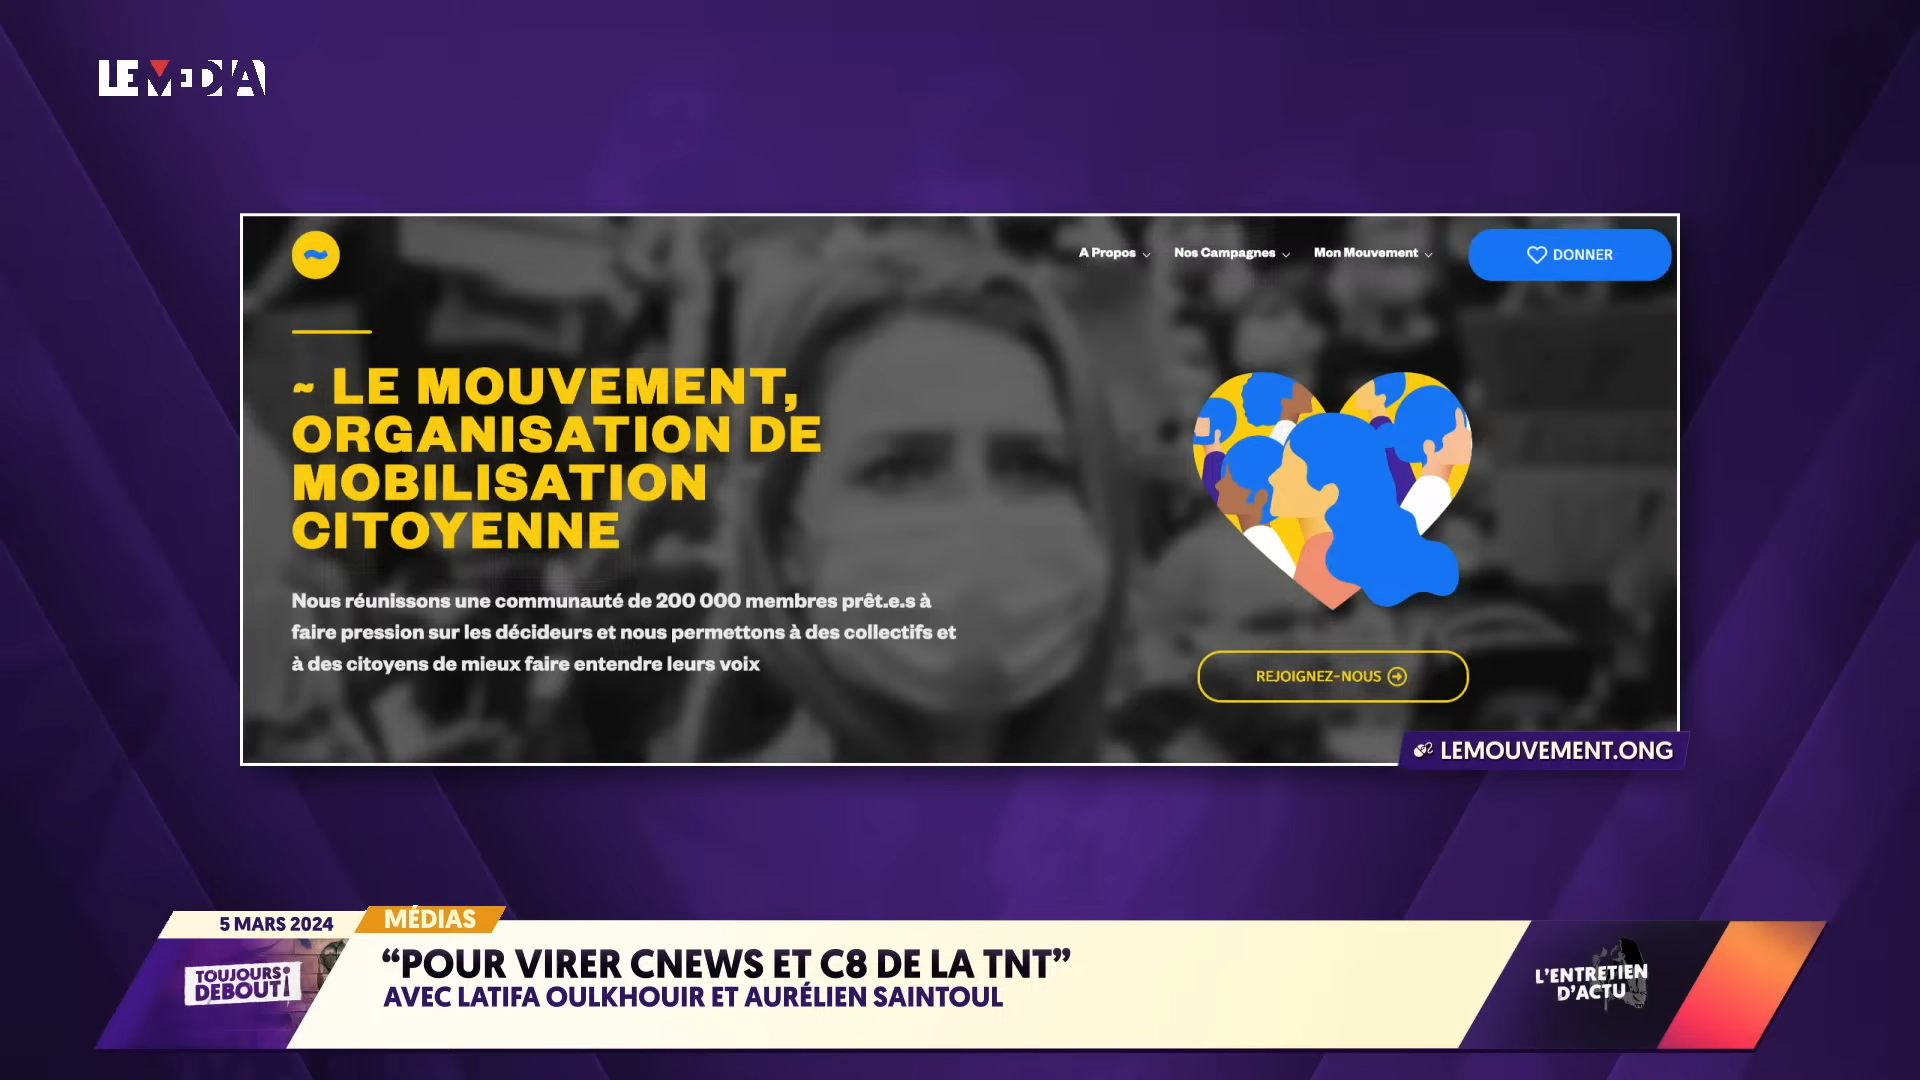 LE MEDIA
A Propos
Nos Campagnes
Mon Mouvement
DONNER
~ LE MOUVEMENT,
ORGANISATION DE
MOBILISATION
CITOYENNE
Nous réunissons une communauté de 200 000 membres prêt.e.s à
faire pression sur les décideurs et nous permettons à des collectifs et
à des citoyens de mieux faire entendre leurs voix
REJOIGNEZ-NOUS
LEMOUVEMENT.ONG
5 MARS 2024
MÉDIAS
TOUJOURS
DEBOUT!
“POUR VIRER CNEWS ET C8 DE LA TNT”
AVEC LATIFA OULKHOUIR ET AURÉLIEN SAINTOUL
L’ENTRETIEN
D’ACTU